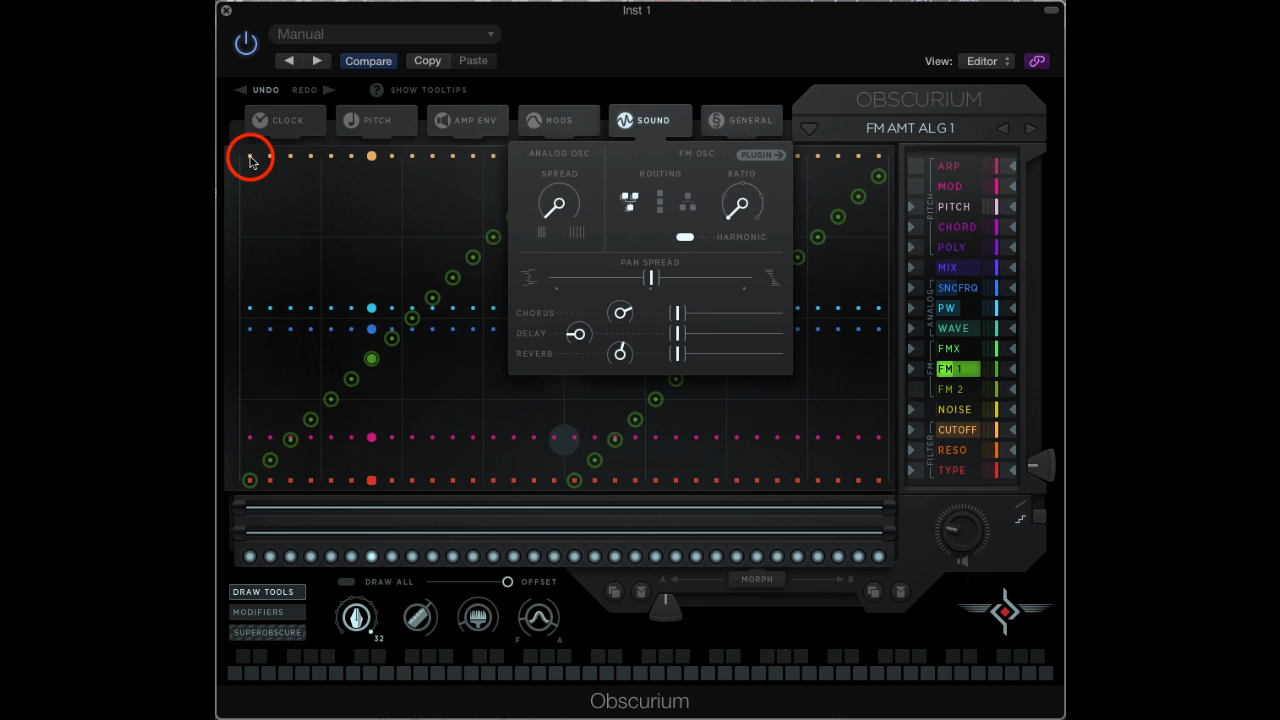 Inst 1
Manual
Compare
Copy
Paste
View:
Editor
UNDO
REDO
? SHOW TOOLTIPS
OBSCURIUM
CLOCK
PITCH
AMP ENV
MODS
SOUND
GENERAL
FM AMT ALG 1
ANALOG OSC
FM OSC
PLUGIN
SPREAD
ROUTING
RATIO
HARMONIC
PAN SPREAD
CHORUS
DELAY
REVERB
PITCH
ARP
MOD
PITCH
CHORD
POLY
MIX
ANALOG
SNCFRQ
PW
WAVE
FM
FMX
FM 1
FM 2
NOISE
FILTER
CUTOFF
RESO
TYPE
DRAW ALL
OFFSET
A
MORPH
B
DRAW TOOLS
MODIFIERS
SUPEROBSCURE
32
F
A
Obscurium